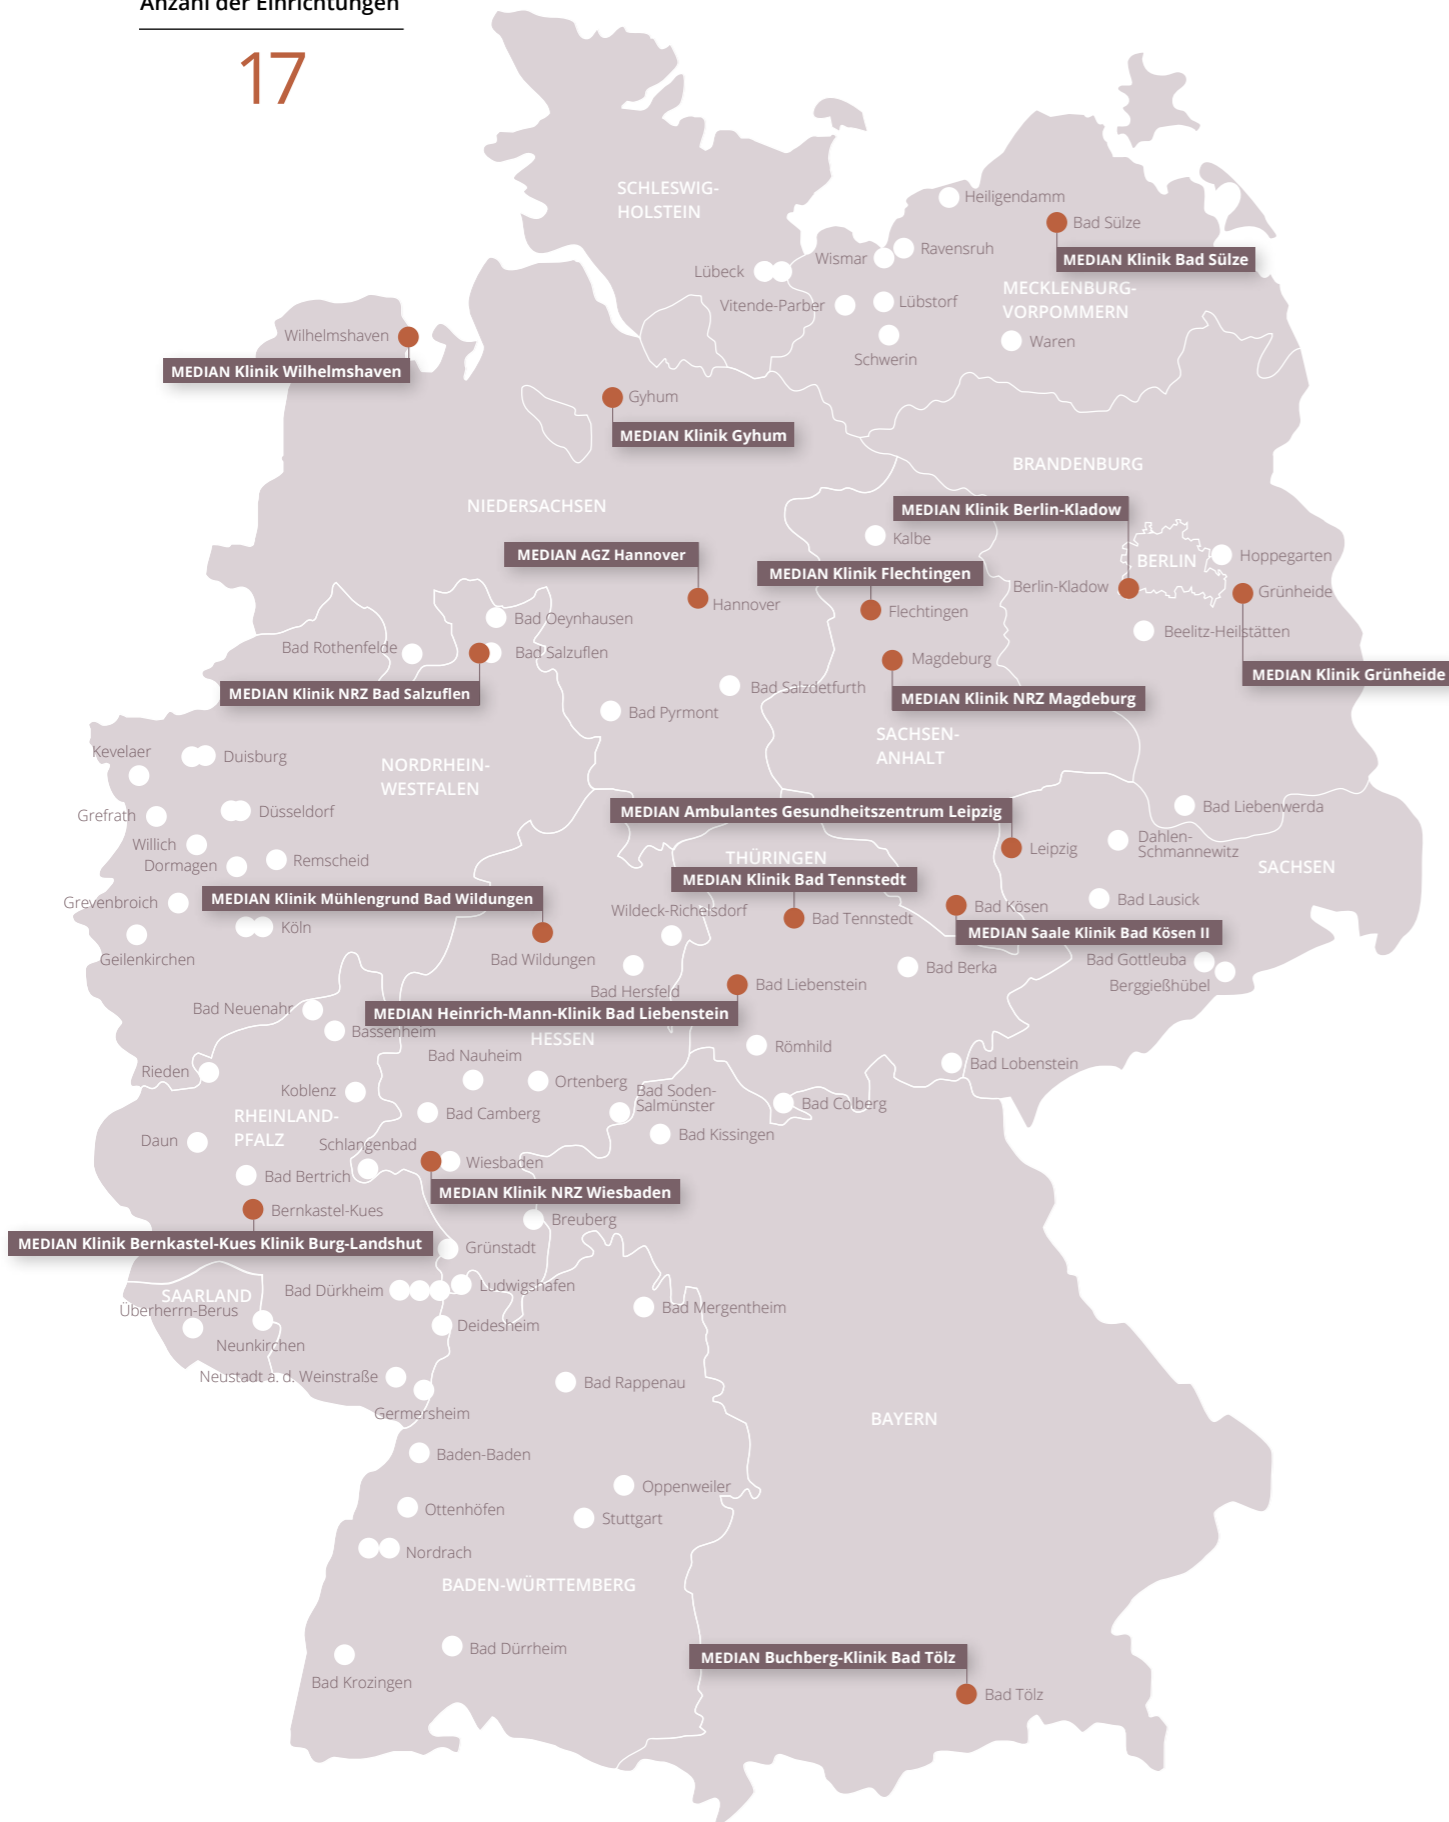 Anzahl der Einrichtungen
17
SCHLESWIG-
HOLSTEIN
Heiligendamm
Bad Sülze
MEDIAN Klinik Bad Sülze
Ravensruh
Wismar
Lübeck
Vitende-Parber
Lübstorf
MECKLENBURG-
VORPOMMERN
Schwerin
Waren
Wilhelmshaven
MEDIAN Klinik Wilhelmshaven
Gyhum
MEDIAN Klinik Gyhum
BRANDENBURG
NIEDERSACHSEN
MEDIAN Klinik Berlin-Kladow
Kalbe
MEDIAN AGZ Hannover
BERLIN
Hoppegarten
MEDIAN Klinik Flechtingen
Berlin-Kladow
Grünheide
Hannover
Flechtingen
Bad Oeynhausen
Beelitz-Heilstätten
Bad Rothenfelde
Bad Salzuflen
Magdeburg
MEDIAN Klinik Grünheide
MEDIAN Klinik NRZ Bad Salzuflen
Bad Salzdetfurth
MEDIAN Klinik NRZ Magdeburg
Bad Pyrmont
SACHSEN-
ANHALT
Kevelaer
Duisburg
NORDRHEIN-
WESTFALEN
Grefrath
Düsseldorf
MEDIAN Ambulantes Gesundheitszentrum Leipzig
Bad Liebenwerda
Willich
Dormagen
Remscheid
Leipzig
Dahlen-
Schmannewitz
THÜRINGEN
SACHSEN
MEDIAN Klinik Bad Tennstedt
Grevenbroich
MEDIAN Klinik Mühlengrund Bad Wildungen
Wildeck-Richelsdorf
Bad Tennstedt
Bad Kösen
Bad Lausick
Köln
MEDIAN Saale Klinik Bad Kösen II
Geilenkirchen
Bad Wildungen
Bad Gottleuba
Bad Berka
Bad Hersfeld
Bad Liebenstein
Berggießhübel
Bad Neuenahr
MEDIAN Heinrich-Mann-Klinik Bad Liebenstein
Bassenheim
HESSEN
Römhild
Bad Nauheim
Bad Lobenstein
Rieden
Koblenz
Ortenberg
Bad Soden-
Salmünster
RHEINLAND-
PFALZ
Bad Camberg
Bad Colberg
Daun
Schlangenbad
Bad Kissingen
Wiesbaden
Bad Bertrich
MEDIAN Klinik NRZ Wiesbaden
Bernkastel-Kues
Breuberg
MEDIAN Klinik Bernkastel-Kues Klinik Burg-Landshut
Grünstadt
SAARLAND
Bad Dürkheim
Ludwigshafen
Überherrn-Berus
Bad Mergentheim
Neunkirchen
Deidesheim
Neustadt a. d. Weinstraße
Bad Rappenau
Germersheim
BAYERN
Baden-Baden
Oppenweiler
Ottenhöfen
Stuttgart
Nordrach
BADEN-WÜRTTEMBERG
Bad Dürrheim
MEDIAN Buchberg-Klinik Bad Tölz
Bad Krozingen
Bad Tölz